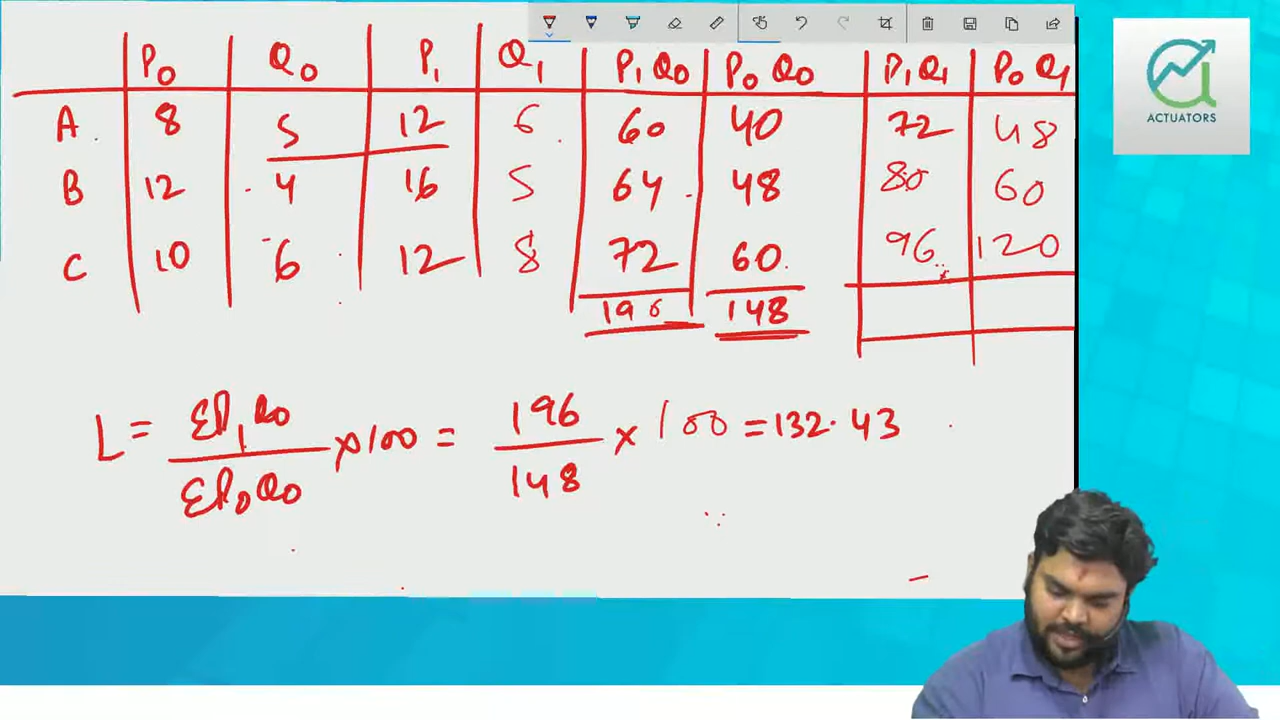 P0 Q0 P1 Q1 P1Q0 P0Q0 P1Q1 P0Q1
A 8 5 12 6 60 40 72 48
B 12 4 16 5 64 48 80 60
C 10 6 12 8 72 60 96 120
196 148
L = ΣP1Q0 / ΣP0Q0 × 100 = 196 / 148 × 100 = 132.43
ACTUATORS